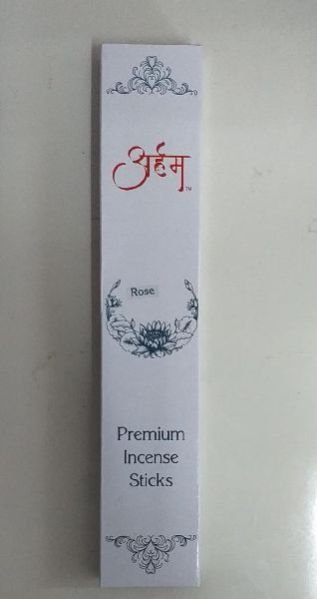 अर्हम
TM
Rose
Premium
Incense
Sticks